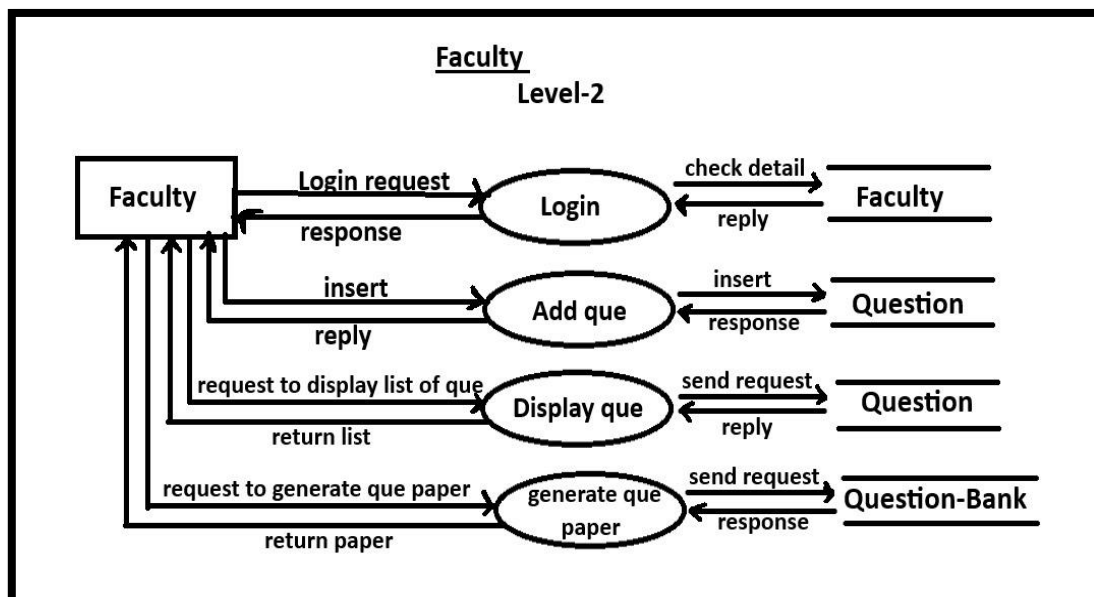 Faculty
Level-2
Faculty
Login request
response
Login
check detail
reply
Faculty
insert
reply
Add que
insert
response
Question
request to display list of que
return list
Display que
send request
reply
Question
request to generate que paper
return paper
generate que
paper
send request
response
Question-Bank